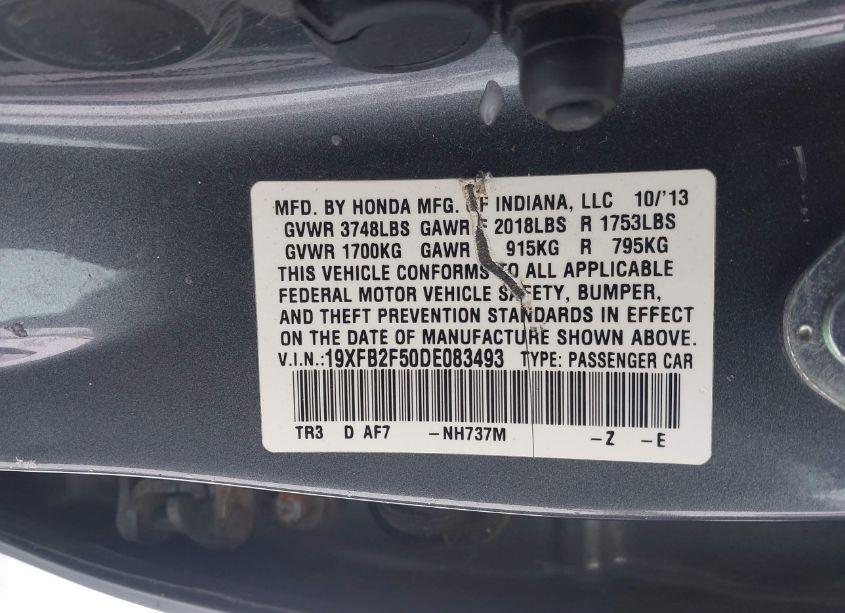 MFD. BY HONDA MFG. OF INDIANA, LLC 10/'13
GVWR 3748LBS GAWR F 2018LBS R 1753LBS
GVWR 1700KG GAWR 915KG R 795KG
THIS VEHICLE CONFORMS TO ALL APPLICABLE
FEDERAL MOTOR VEHICLE SAFETY, BUMPER,
AND THEFT PREVENTION STANDARDS IN EFFECT
ON THE DATE OF MANUFACTURE SHOWN ABOVE.
V.I.N.:19XFB2F50DE083493 TYPE: PASSENGER CAR
TR3 D AF7 -NH737M -Z -E